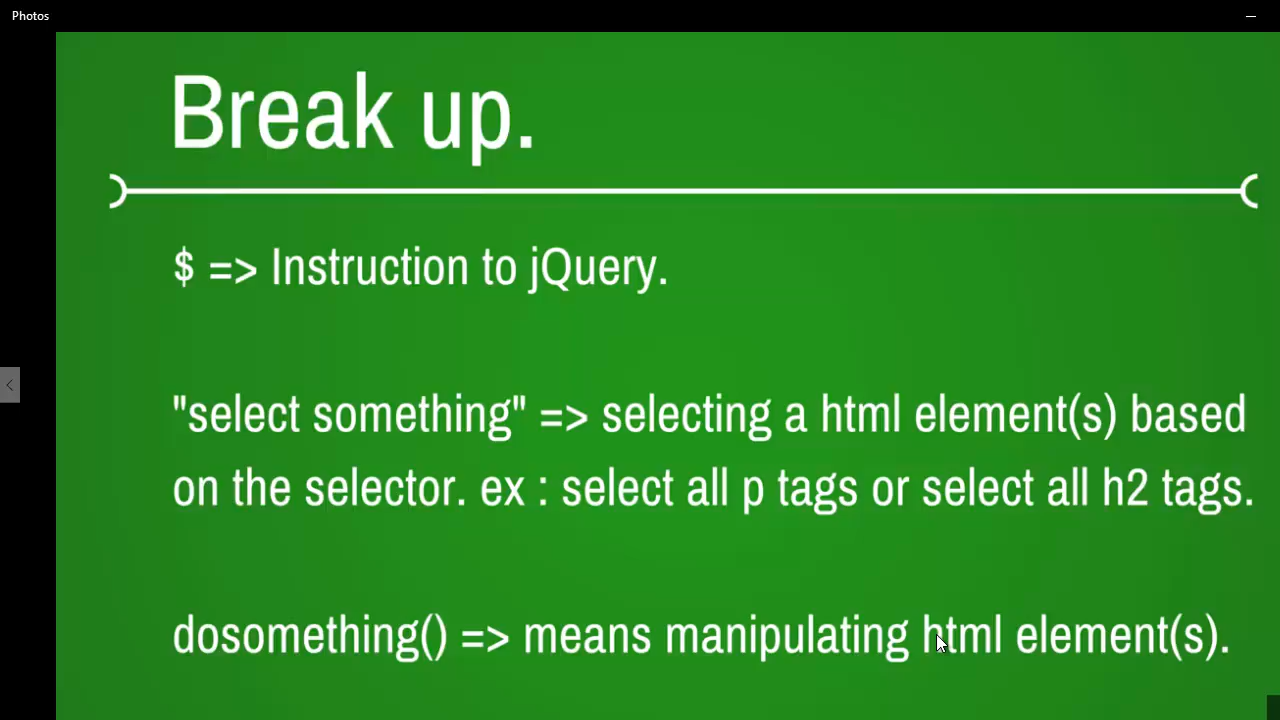 Photos
Break up.
$ => Instruction to jQuery.
"select something" => selecting a html element(s) based
on the selector. ex : select all p tags or select all h2 tags.
dosomething() => means manipulating html element(s).